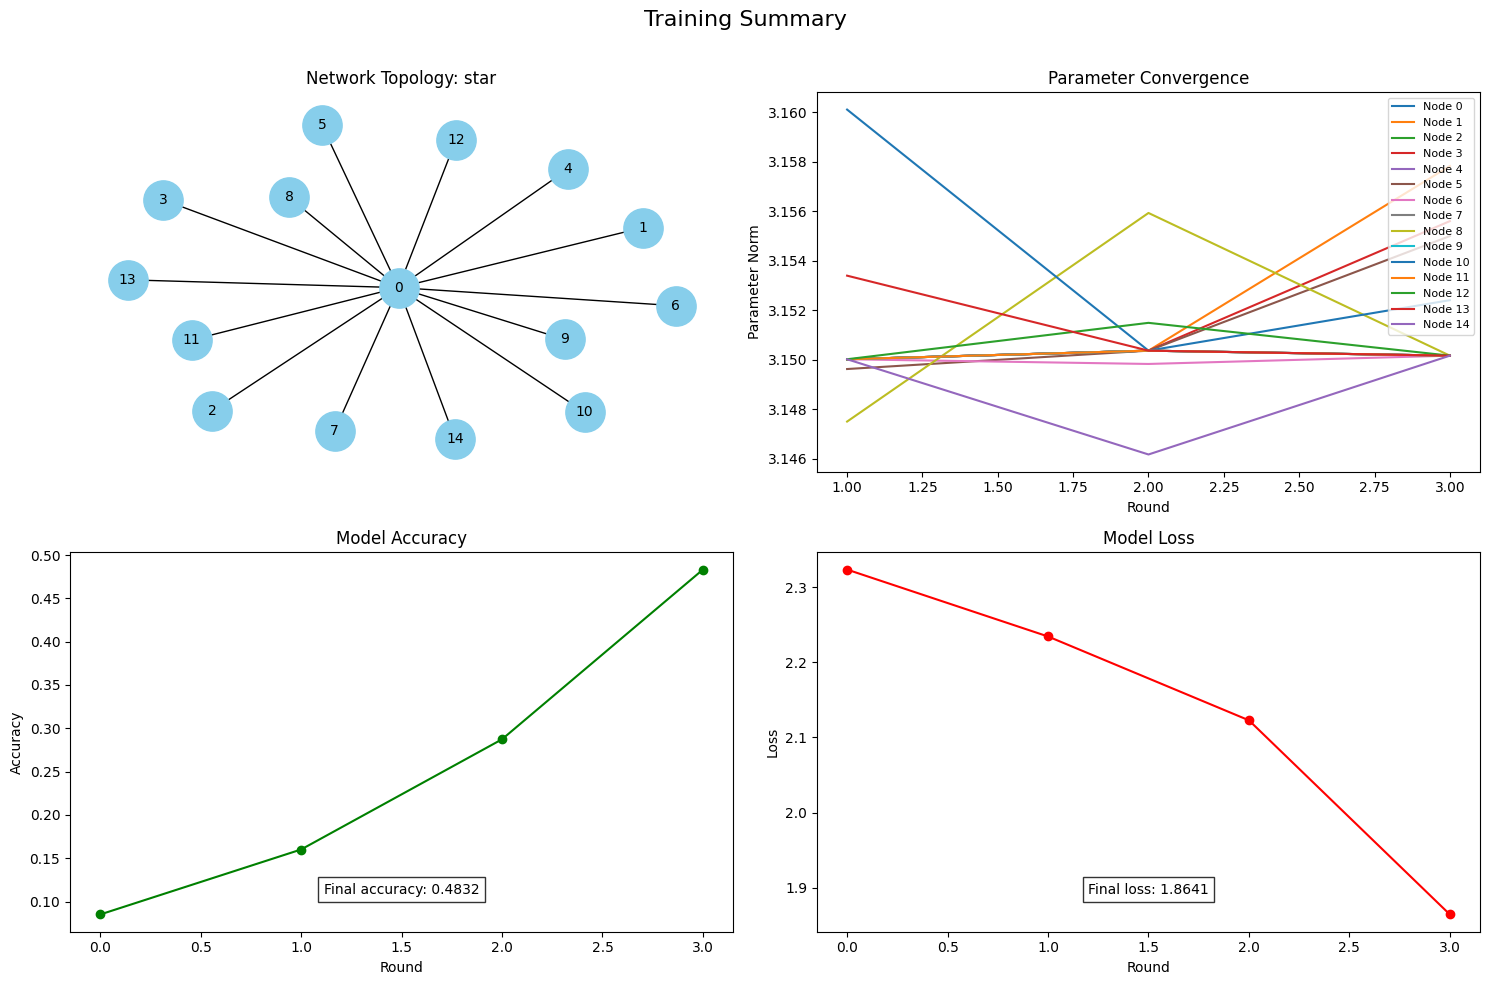 Training Summary
Network Topology: star
5
12
4
3
8
1
13
0
6
11
9
2
10
7
14
Parameter Convergence
Parameter Norm
3.160
3.158
3.156
3.154
3.152
3.150
3.148
3.146
Node 0
Node 1
Node 2
Node 3
Node 4
Node 5
Node 6
Node 7
Node 8
Node 9
Node 10
Node 11
Node 12
Node 13
Node 14
1.00 1.25 1.50 1.75 2.00 2.25 2.50 2.75 3.00
Round
Model Accuracy
Accuracy
0.50
0.45
0.40
0.35
0.30
0.25
0.20
0.15
0.10
Final accuracy: 0.4832
0.0 0.5 1.0 1.5 2.0 2.5 3.0
Round
Model Loss
Loss
2.3
2.2
2.1
2.0
1.9
Final loss: 1.8641
0.0 0.5 1.0 1.5 2.0 2.5 3.0
Round